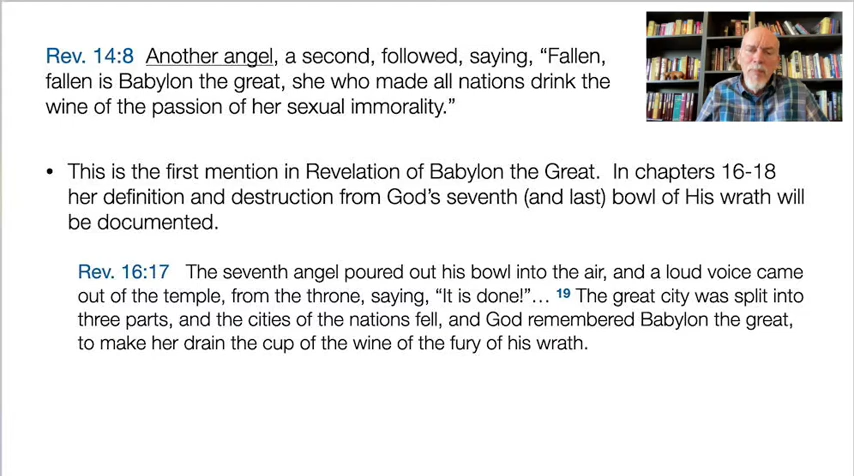 Rev. 14:8 Another angel, a second, followed, saying, “Fallen,
fallen is Babylon the great, she who made all nations drink the
wine of the passion of her sexual immorality.”
• This is the first mention in Revelation of Babylon the Great. In chapters 16-18
her definition and destruction from God’s seventh (and last) bowl of His wrath will
be documented.
Rev. 16:17 The seventh angel poured out his bowl into the air, and a loud voice came
out of the temple, from the throne, saying, “It is done!”… 19 The great city was split into
three parts, and the cities of the nations fell, and God remembered Babylon the great,
to make her drain the cup of the wine of the fury of his wrath.